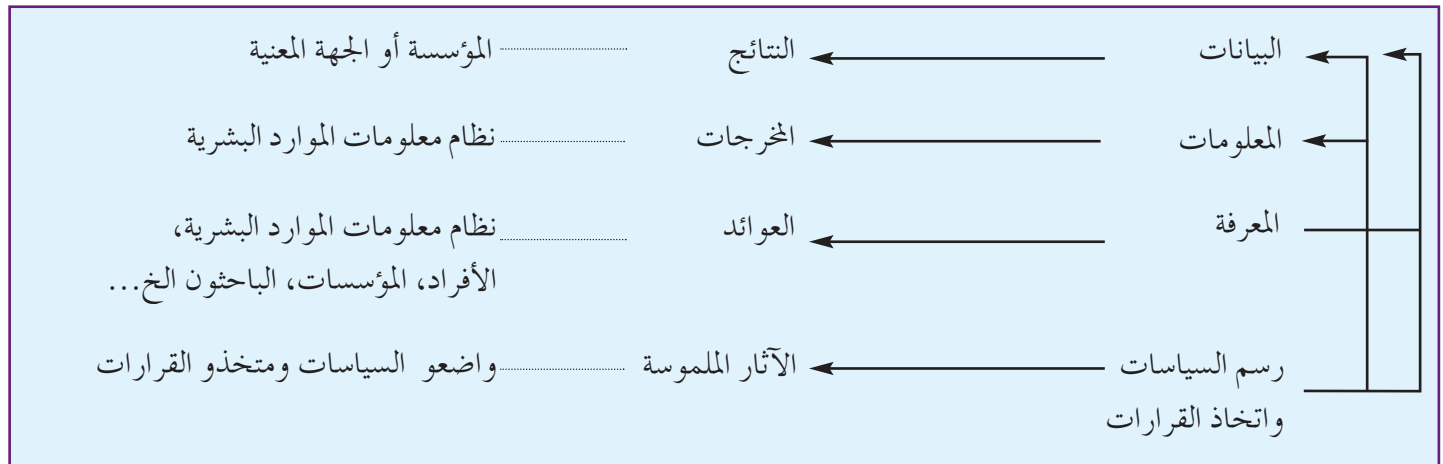 البيانات النتائج المؤسسة أو الجهة المعنية
المعلومات المخرجات نظام معلومات الموارد البشرية
المعرفة العوائد نظام معلومات الموارد البشرية،
الأفراد، المؤسسات، الباحثون الخ...
رسم السياسات الآثار الملموسة واضعو السياسات ومتخذو القرارات
واتخاذ القرارات